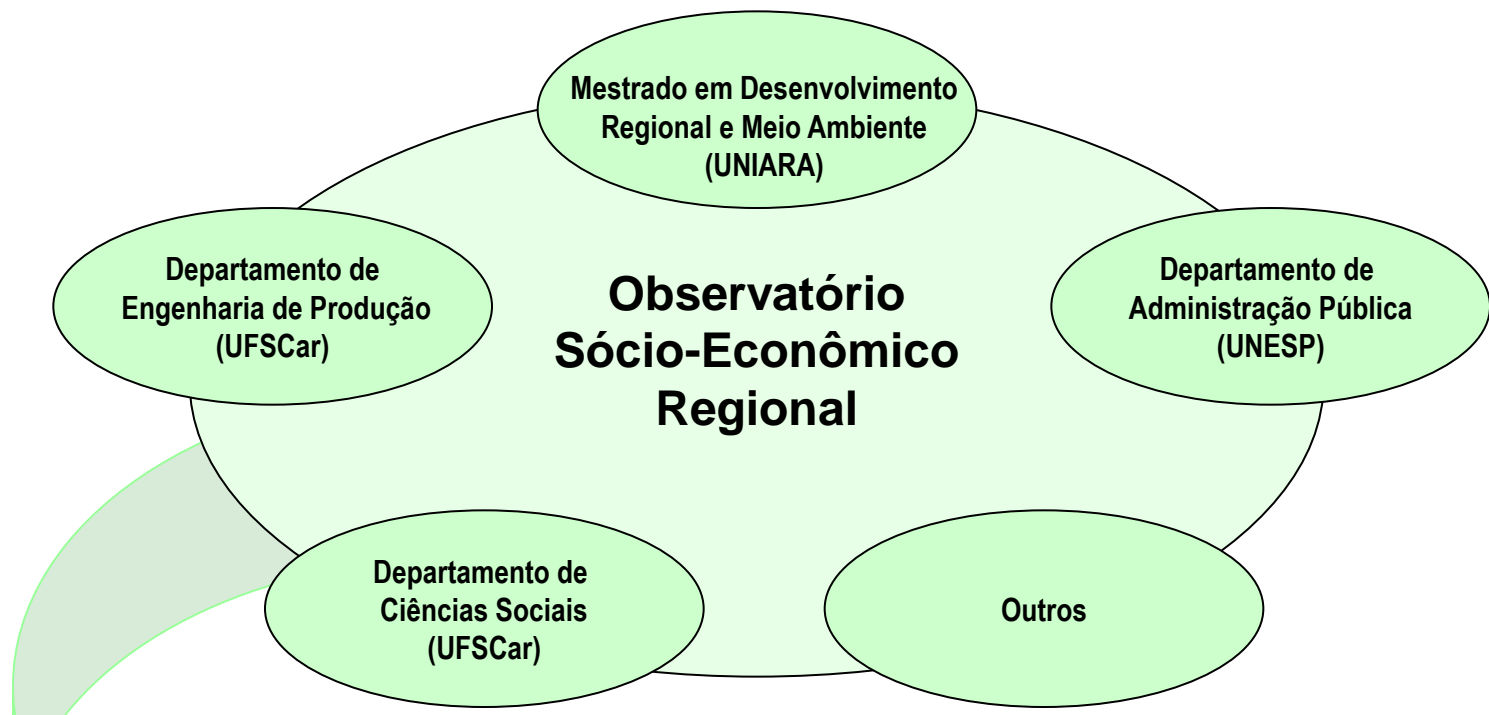 Mestrado em Desenvolvimento
Regional e Meio Ambiente
(UNIARA)
Departamento de
Engenharia de Produção
(UFSCar)
Observatório
Sócio-Econômico
Regional
Departamento de
Administração Pública
(UNESP)
Departamento de
Ciências Sociais
(UFSCar)
Outros